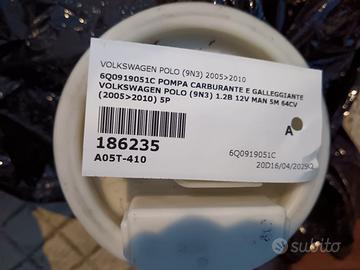 VOLKSWAGEN POLO (9N3) 2005>2010
6Q0919051C POMPA CARBURANTE E GALLEGGIANTE
VOLKSWAGEN POLO (9N3) 1.2B 12V MAN 5M 64CV
(2005>2010) 5P
A
186235
6Q0919051C
A05T-410
subito